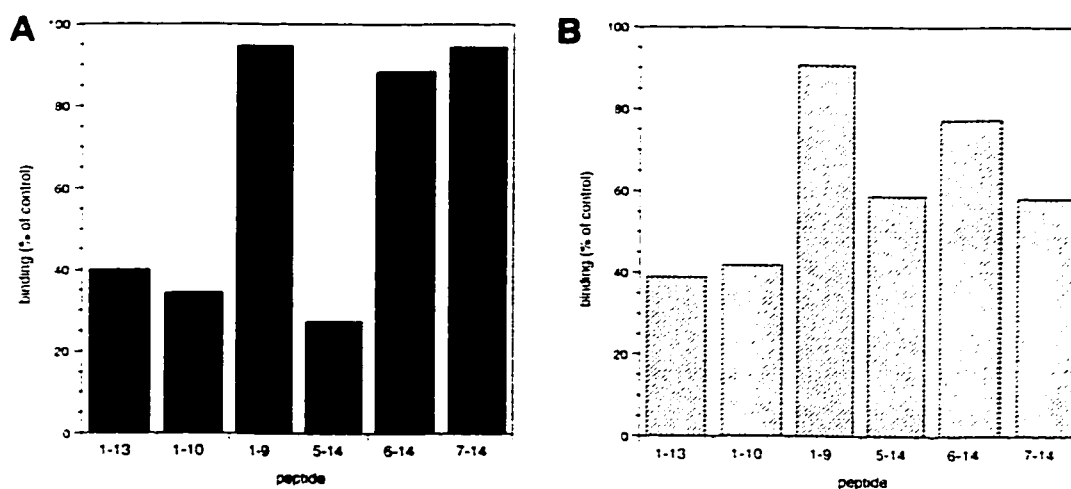 A
100
80
60
40
20
0
binding (% of control)
1-13 1-10 1-9 5-14 6-14 7-14
peptide
B
100
80
60
40
20
0
binding (% of control)
1-13 1-10 1-9 5-14 6-14 7-14
peptide